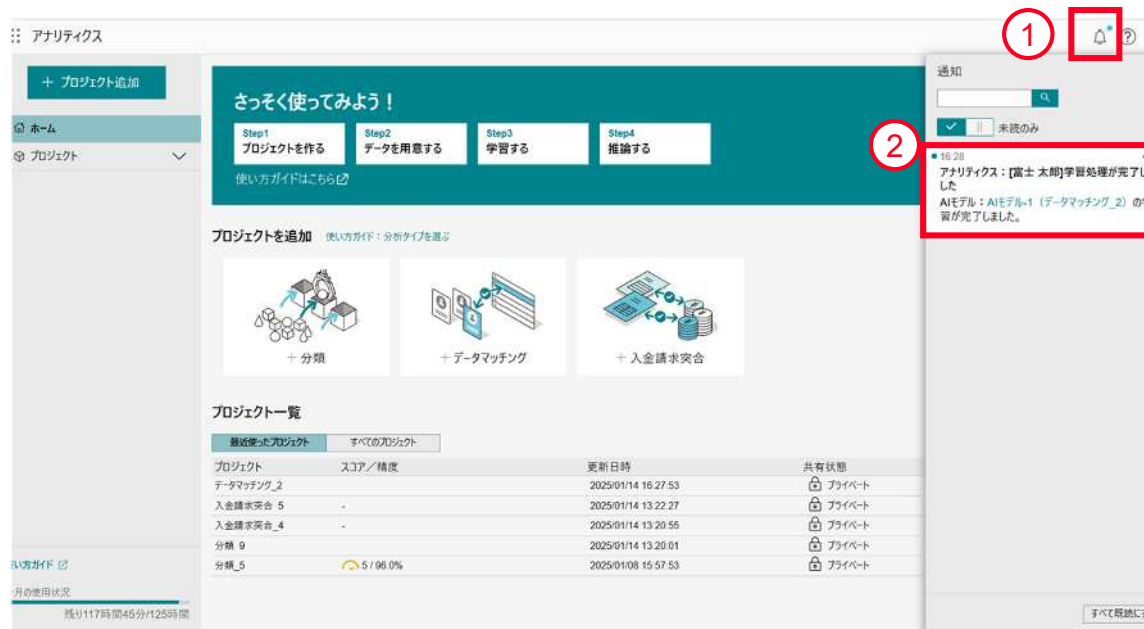 アナリティクス
1
+ プロジェクト追加
ホーム
プロジェクト
さっそく使ってみよう！
Step1
プロジェクトを作る
Step2
データを用意する
Step3
学習する
Step4
推論する
使い方ガイドはこちら
通知
未読のみ
2
16:28
アナリティクス：[富士 太郎]学習処理が完了し
した
AIモデル：AIモデル-1（データマッチング_2）の学
習が完了しました。
プロジェクトを追加 使い方ガイド：分析タイプを選ぶ
+ 分類
+ データマッチング
+ 入金請求突合
プロジェクト一覧
最近使ったプロジェクト すべてのプロジェクト
プロジェクト スコア／精度 更新日時 共有状態
データマッチング_2 2025/01/14 16:27:53 プライベート
入金請求突合_5 - 2025/01/14 13:22:27 プライベート
入金請求突合_4 - 2025/01/14 13:20:55 プライベート
分類_9 2025/01/14 13:20:01 プライベート
分類_5 5 / 96.0% 2025/01/08 15:57:53 プライベート
い方ガイド
月の使用状況
残り117時間45分/125時間
すべて既読にす